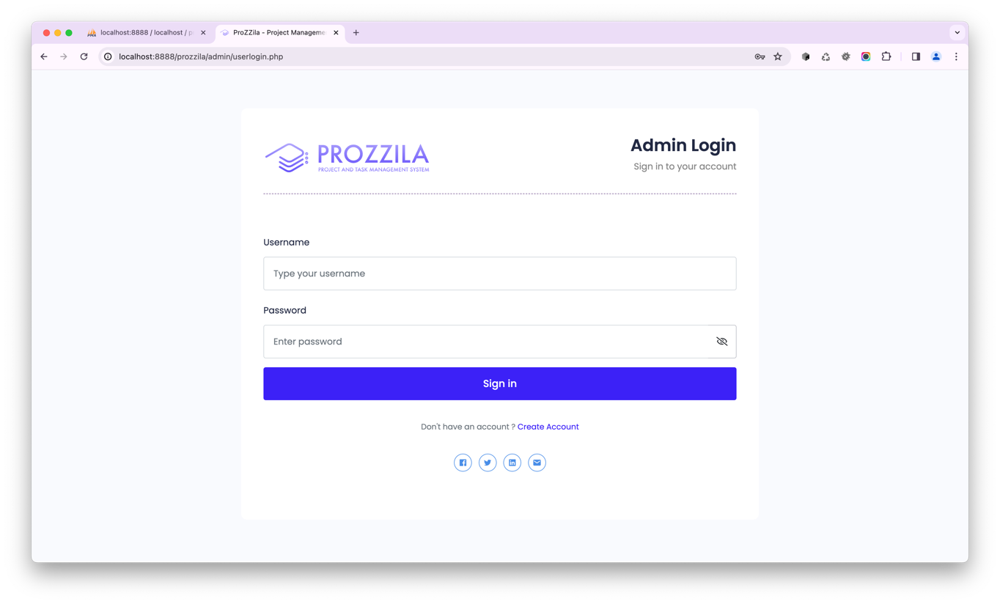 localhost:8888 / localhost / p
ProZZila - Project Manageme
localhost:8888/prozzila/admin/userlogin.php
PROZZILA
PROJECT AND TASK MANAGEMENT SYSTEM
Admin Login
Sign in to your account
Username
Type your username
Password
Enter password
Sign in
Don't have an account ? Create Account